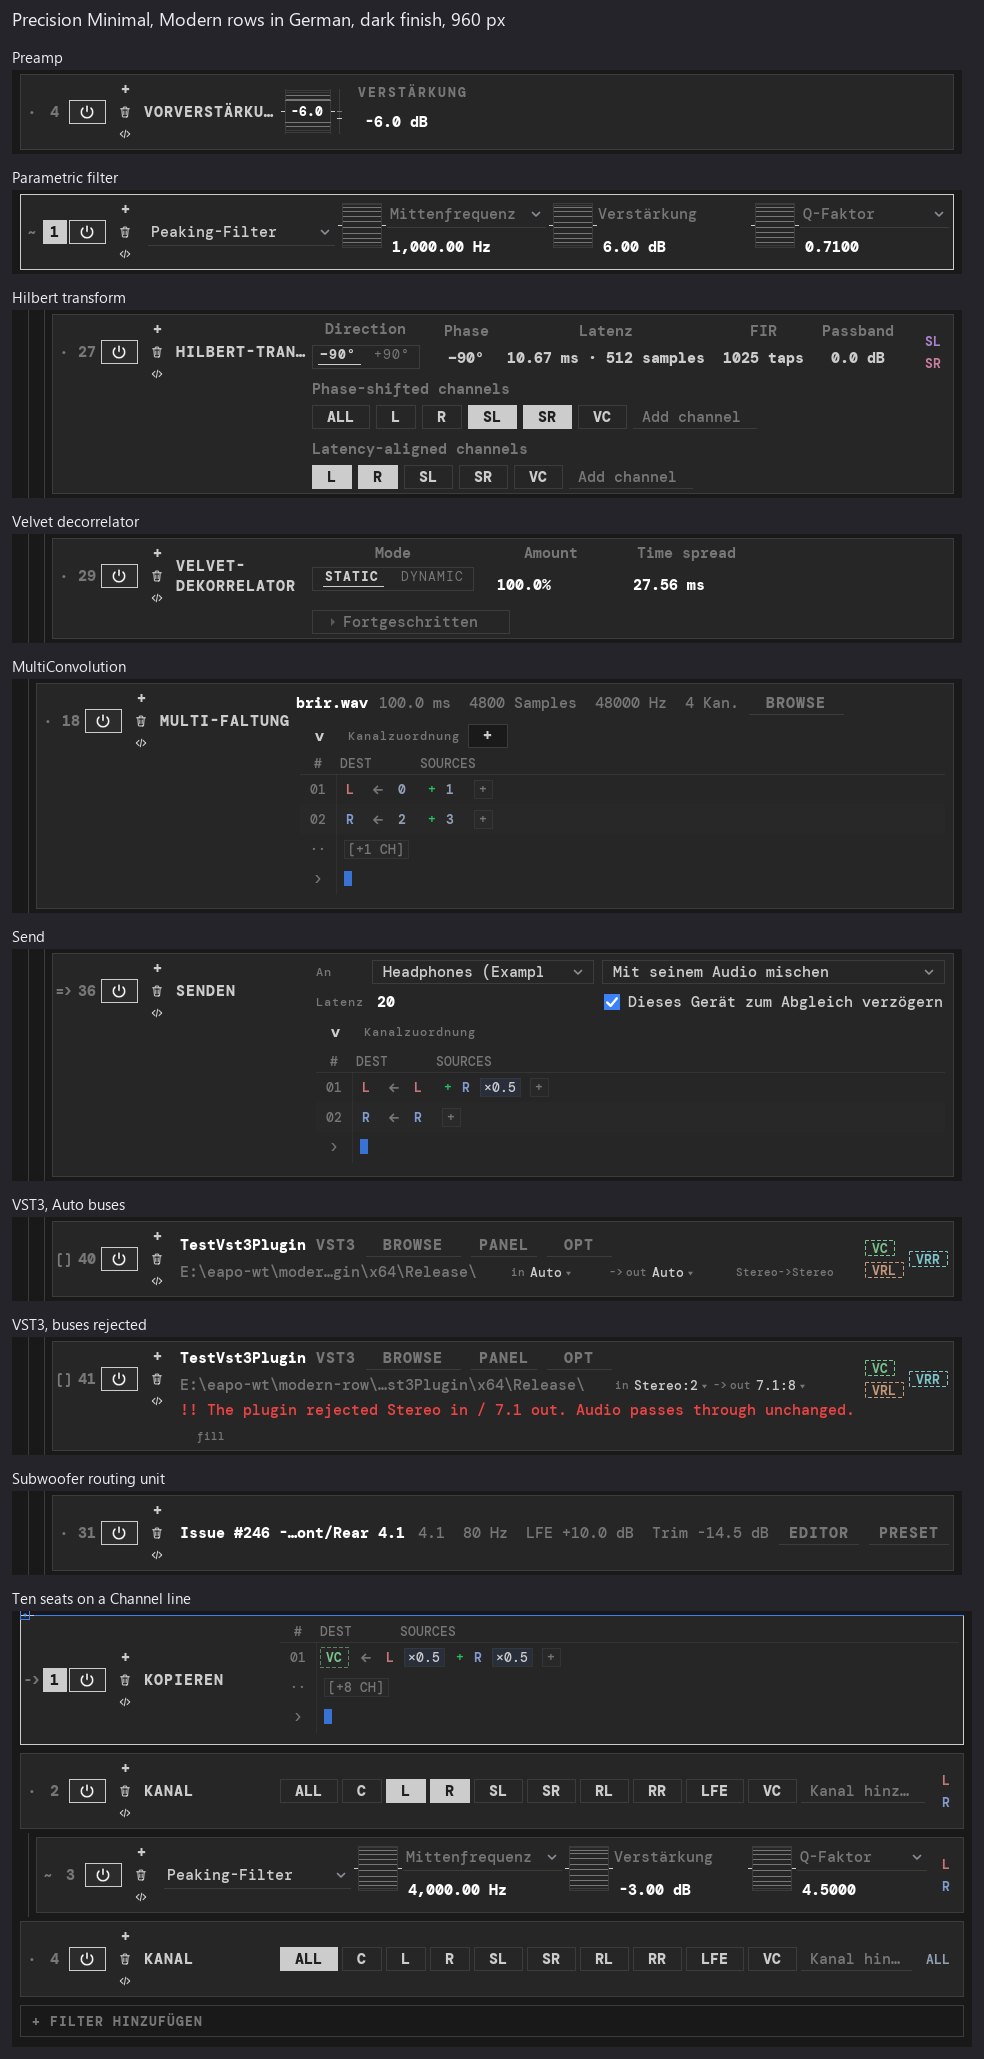 Precision Minimal, Modern rows in German, dark finish, 960 px
Preamp
· 4 + VORVERSTÄRKU… -6.0 VERSTÄRKUNG
-6.0 dB
Parametric filter
~ 1 + Peaking-Filter Mittenfrequenz Verstärkung Q-Faktor
1,000.00 Hz 6.00 dB 0.7100
Hilbert transform
· 27 + HILBERT-TRAN… Direction Phase Latenz FIR Passband
-90° +90° -90° 10.67 ms · 512 samples 1025 taps 0.0 dB SL SR
Phase-shifted channels
ALL L R SL SR VC Add channel
Latency-aligned channels
L R SL SR VC Add channel
Velvet decorrelator
· 29 + VELVET-DEKORRELATOR Mode Amount Time spread
STATIC DYNAMIC 100.0% 27.56 ms
Fortgeschritten
MultiConvolution
· 18 + MULTI-FALTUNG brir.wav 100.0 ms 4800 Samples 48000 Hz 4 Kan. BROWSE
v Kanalzuordnung +
# DEST SOURCES
01 L ← 0 + 1 +
02 R ← 2 + 3 +
·· [+1 CH]
›
Send
=> 36 + SENDEN An Headphones (Exampl Mit seinem Audio mischen
Latenz 20 Dieses Gerät zum Abgleich verzögern
v Kanalzuordnung
# DEST SOURCES
01 L ← L + R ×0.5 +
02 R ← R +
›
VST3, Auto buses
[] 40 + TestVst3Plugin VST3 BROWSE PANEL OPT VC VRL VRR
E:\eapo-wt\moder…gin\x64\Release\ in Auto -> out Auto Stereo->Stereo
VST3, buses rejected
[] 41 + TestVst3Plugin VST3 BROWSE PANEL OPT VC VRL VRR
E:\eapo-wt\modern-row\…st3Plugin\x64\Release\ in Stereo:2 -> out 7.1:8
!! The plugin rejected Stereo in / 7.1 out. Audio passes through unchanged.
fill
Subwoofer routing unit
· 31 + Issue #246 -…ont/Rear 4.1 4.1 80 Hz LFE +10.0 dB Trim -14.5 dB EDITOR PRESET
Ten seats on a Channel line
# DEST SOURCES
-> 1 + KOPIEREN 01 VC ← L ×0.5 + R ×0.5 +
·· [+8 CH]
›
· 2 + KANAL ALL C L R SL SR RL RR LFE VC Kanal hinz… L R
~ 3 + Peaking-Filter Mittenfrequenz Verstärkung Q-Faktor L R
4,000.00 Hz -3.00 dB 4.5000
· 4 + KANAL ALL C L R SL SR RL RR LFE VC Kanal hin… ALL
+ FILTER HINZUFÜGEN